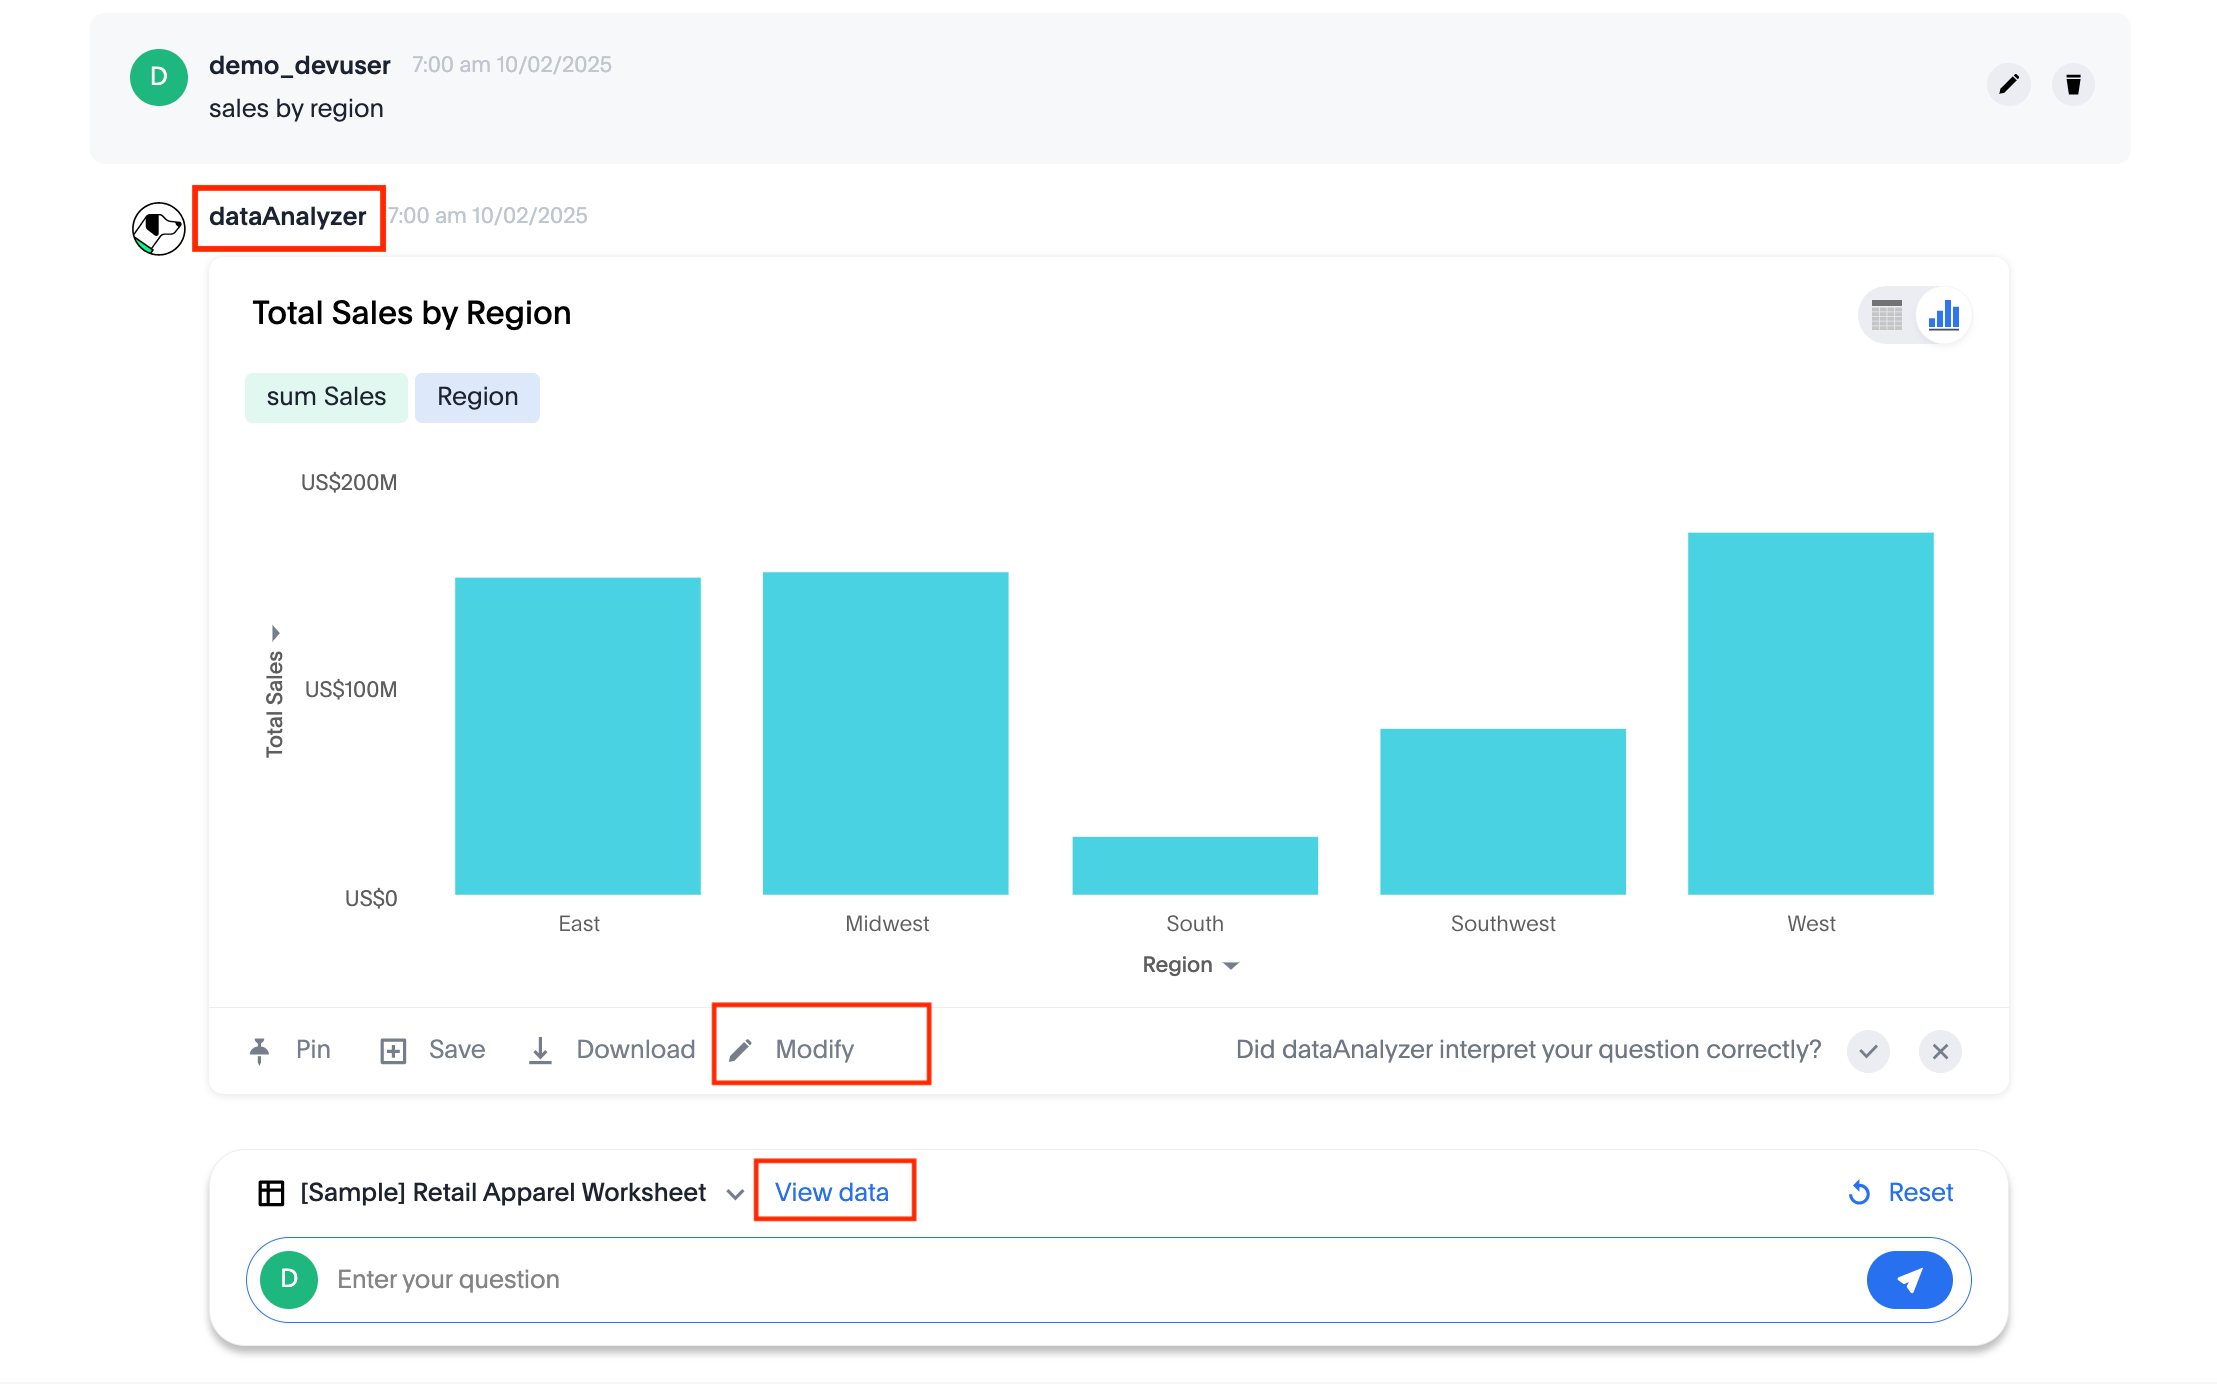 D
demo_devuser 7:00 am 10/02/2025
sales by region
dataAnalyzer 7:00 am 10/02/2025
Total Sales by Region
sum Sales Region
US$200M
US$100M
US$0
Total Sales
East Midwest South Southwest West
Region
Pin Save Download Modify Did dataAnalyzer interpret your question correctly?
[Sample] Retail Apparel Worksheet View data Reset
D Enter your question